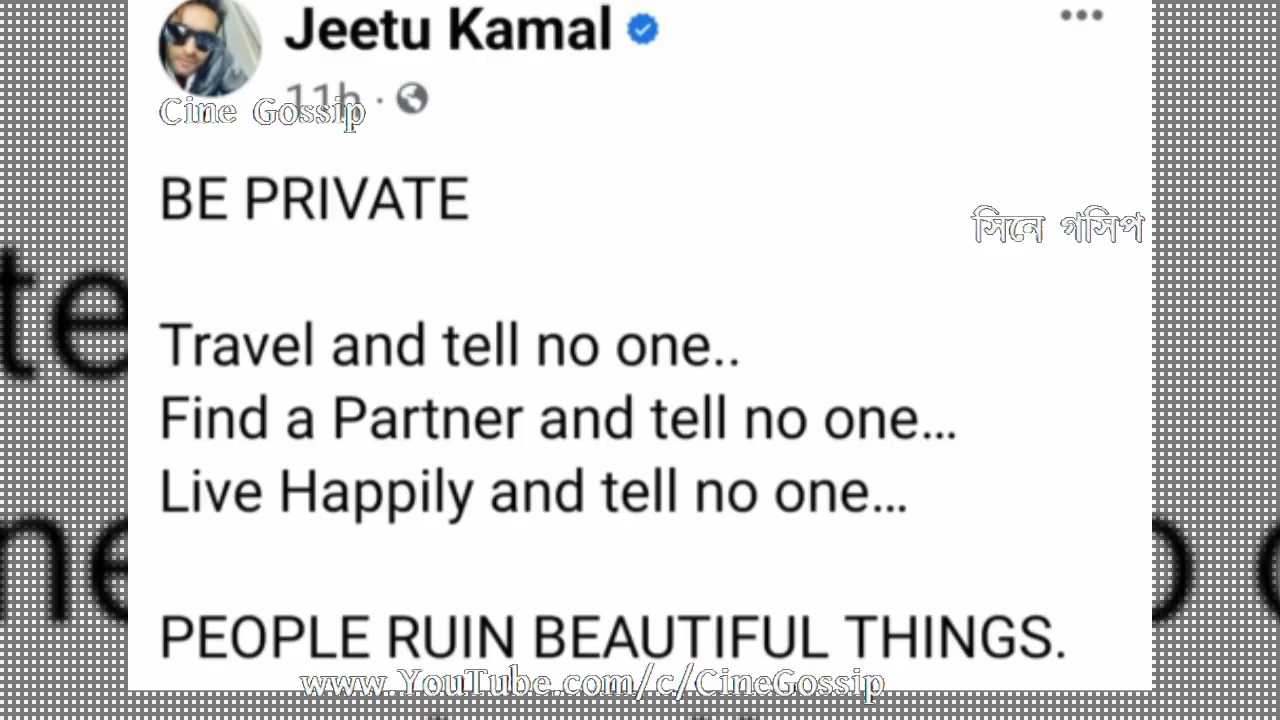 Jeetu Kamal
11h
Cine Gossip
BE PRIVATE
সিনে গসিপ
Travel and tell no one..
Find a Partner and tell no one...
Live Happily and tell no one...
PEOPLE RUIN BEAUTIFUL THINGS.
www.YouTube.com/c/CineGossip